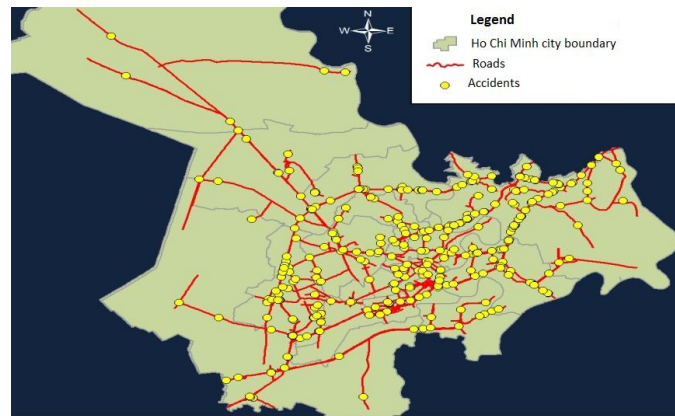 N
W E
S
Legend
Ho Chi Minh city boundary
Roads
Accidents